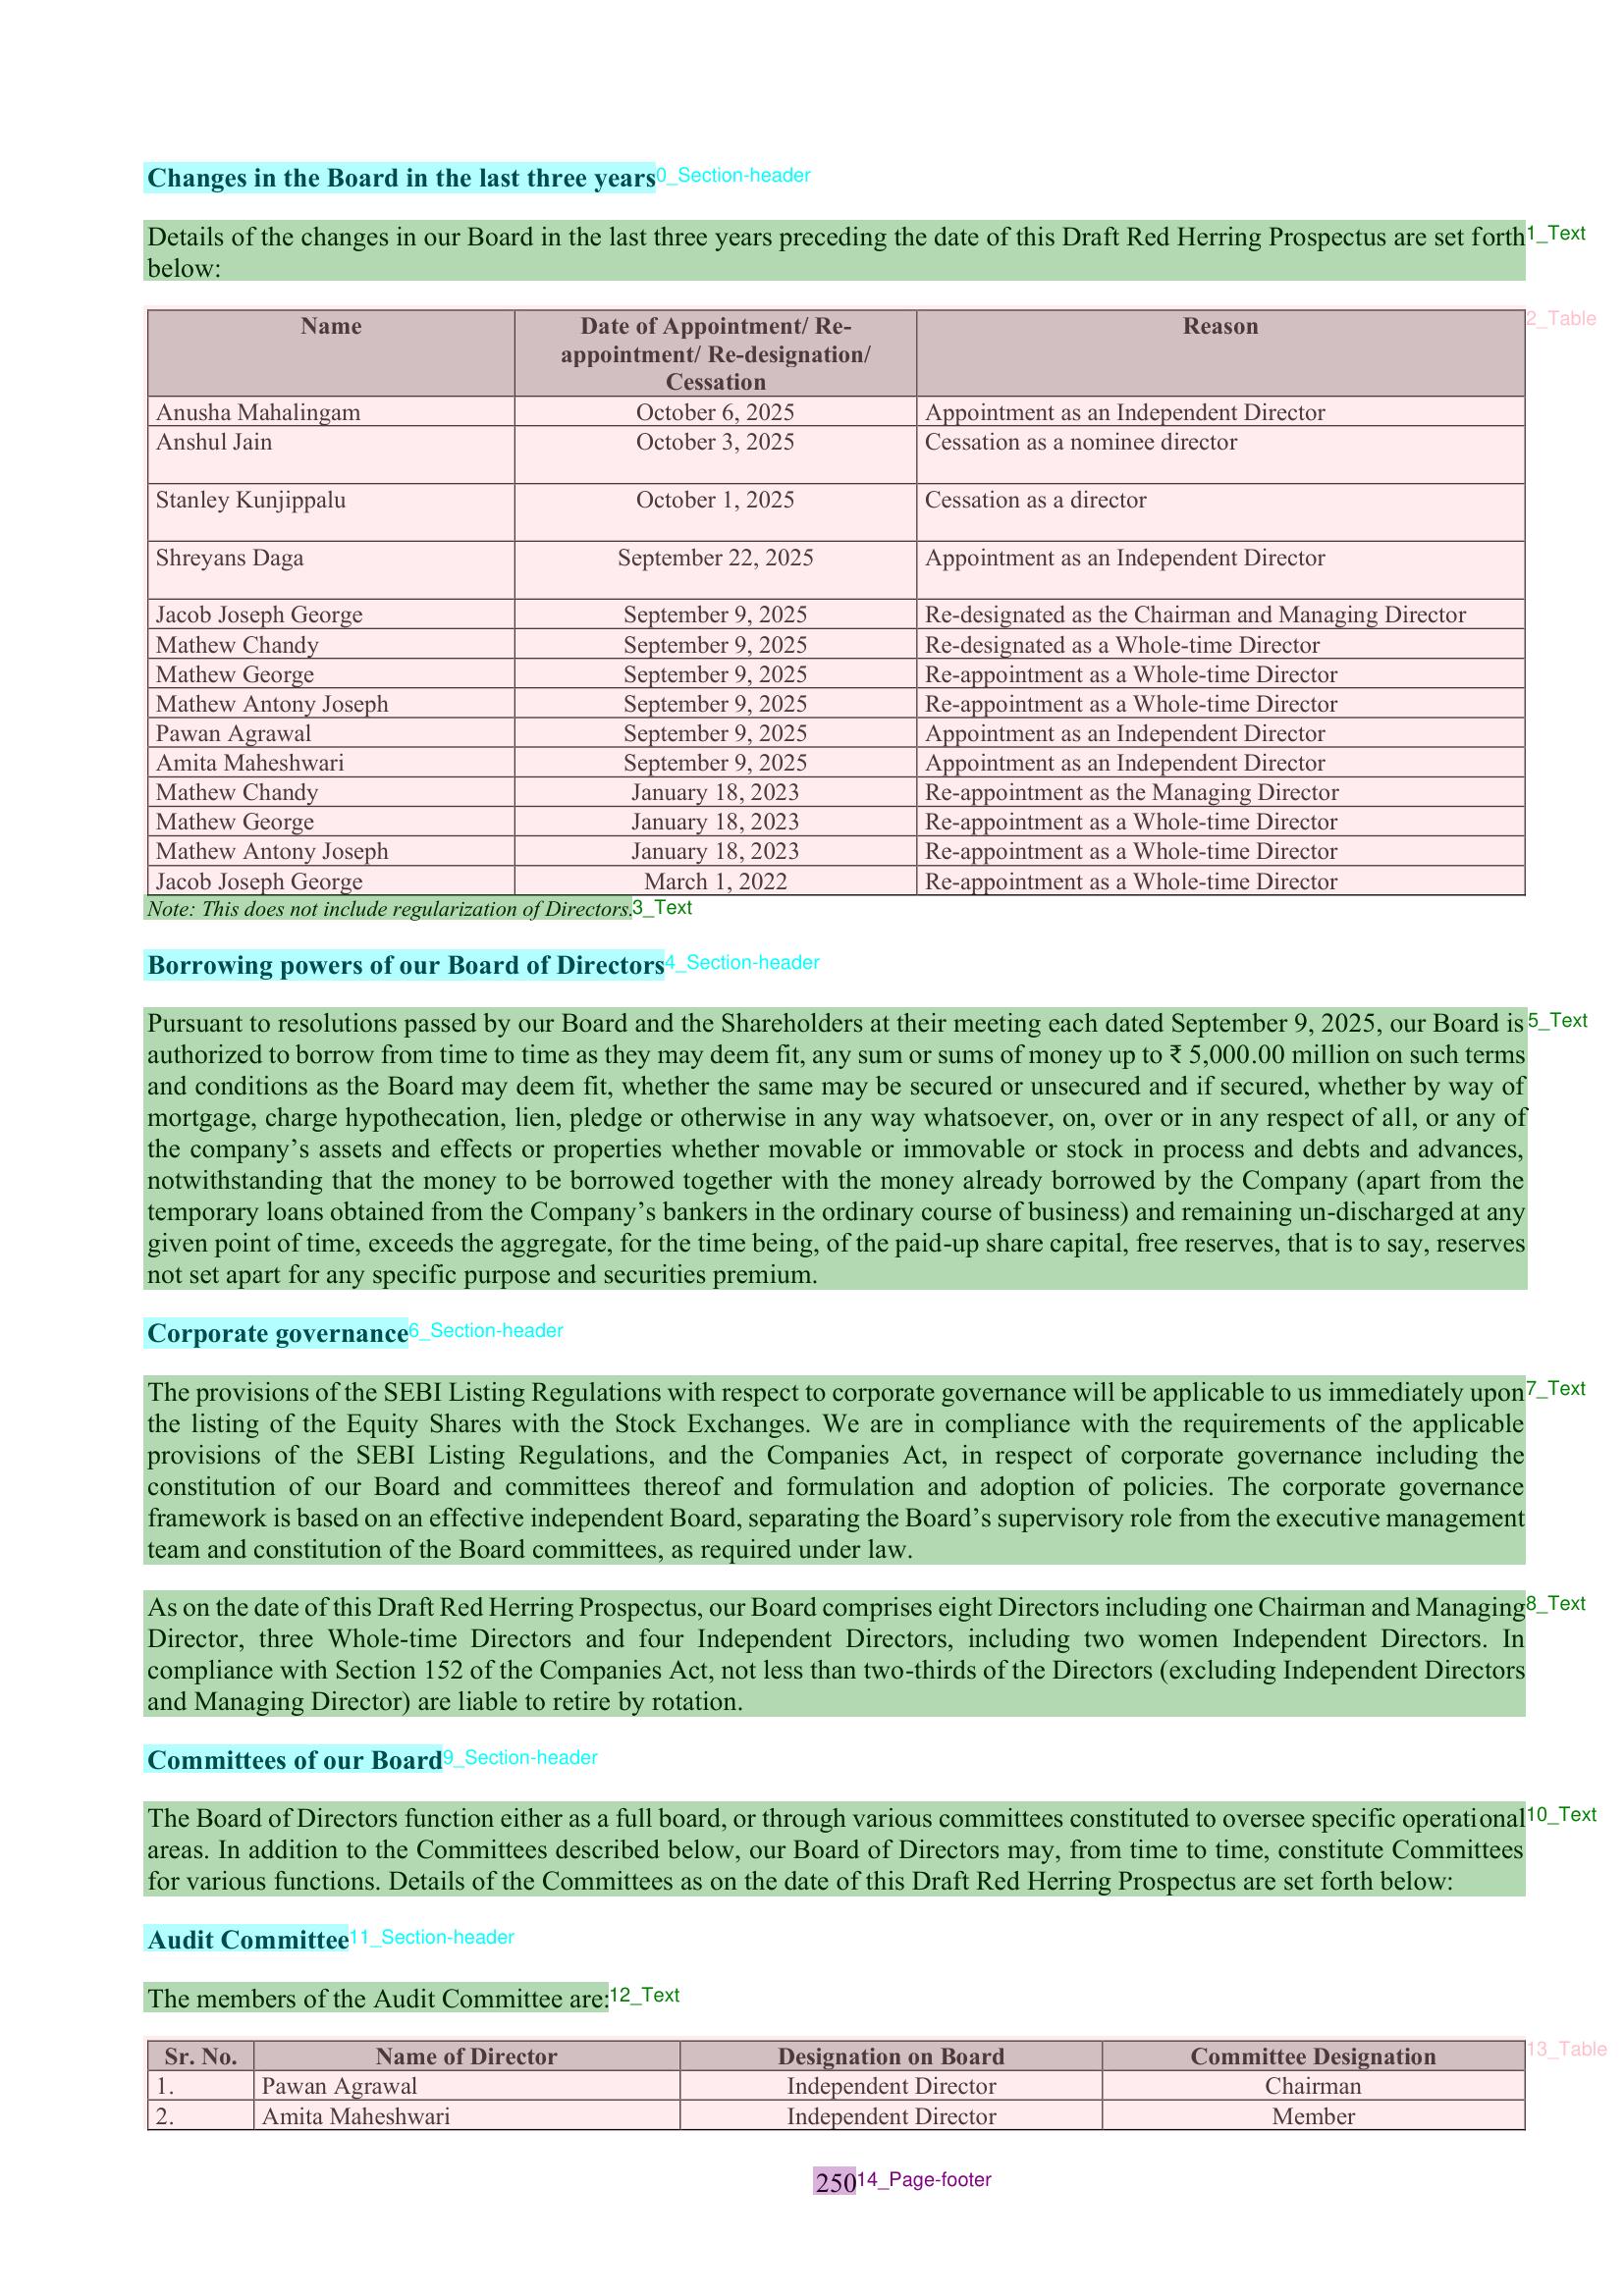 Changes in the Board in the last three years 0_Section-header
Details of the changes in our Board in the last three years preceding the date of this Draft Red Herring Prospectus are set forth 1_Text
below:
2_Table
Name Date of Appointment/ Re-appointment/ Re-designation/ Cessation Reason
Anusha Mahalingam October 6, 2025 Appointment as an Independent Director
Anshul Jain October 3, 2025 Cessation as a nominee director
Stanley Kunjippalu October 1, 2025 Cessation as a director
Shreyans Daga September 22, 2025 Appointment as an Independent Director
Jacob Joseph George September 9, 2025 Re-designated as the Chairman and Managing Director
Mathew Chandy September 9, 2025 Re-designated as a Whole-time Director
Mathew George September 9, 2025 Re-appointment as a Whole-time Director
Mathew Antony Joseph September 9, 2025 Re-appointment as a Whole-time Director
Pawan Agrawal September 9, 2025 Appointment as an Independent Director
Amita Maheshwari September 9, 2025 Appointment as an Independent Director
Mathew Chandy January 18, 2023 Re-appointment as the Managing Director
Mathew George January 18, 2023 Re-appointment as a Whole-time Director
Mathew Antony Joseph January 18, 2023 Re-appointment as a Whole-time Director
Jacob Joseph George March 1, 2022 Re-appointment as a Whole-time Director
Note: This does not include regularization of Directors. 3_Text
Borrowing powers of our Board of Directors 4_Section-header
Pursuant to resolutions passed by our Board and the Shareholders at their meeting each dated September 9, 2025, our Board is 5_Text
authorized to borrow from time to time as they may deem fit, any sum or sums of money up to ₹ 5,000.00 million on such terms
and conditions as the Board may deem fit, whether the same may be secured or unsecured and if secured, whether by way of
mortgage, charge hypothecation, lien, pledge or otherwise in any way whatsoever, on, over or in any respect of all, or any of
the company’s assets and effects or properties whether movable or immovable or stock in process and debts and advances,
notwithstanding that the money to be borrowed together with the money already borrowed by the Company (apart from the
temporary loans obtained from the Company’s bankers in the ordinary course of business) and remaining un-discharged at any
given point of time, exceeds the aggregate, for the time being, of the paid-up share capital, free reserves, that is to say, reserves
not set apart for any specific purpose and securities premium.
Corporate governance 6_Section-header
The provisions of the SEBI Listing Regulations with respect to corporate governance will be applicable to us immediately upon 7_Text
the listing of the Equity Shares with the Stock Exchanges. We are in compliance with the requirements of the applicable
provisions of the SEBI Listing Regulations, and the Companies Act, in respect of corporate governance including the
constitution of our Board and committees thereof and formulation and adoption of policies. The corporate governance
framework is based on an effective independent Board, separating the Board’s supervisory role from the executive management
team and constitution of the Board committees, as required under law.
As on the date of this Draft Red Herring Prospectus, our Board comprises eight Directors including one Chairman and Managing 8_Text
Director, three Whole-time Directors and four Independent Directors, including two women Independent Directors. In
compliance with Section 152 of the Companies Act, not less than two-thirds of the Directors (excluding Independent Directors
and Managing Director) are liable to retire by rotation.
Committees of our Board 9_Section-header
The Board of Directors function either as a full board, or through various committees constituted to oversee specific operational 10_Text
areas. In addition to the Committees described below, our Board of Directors may, from time to time, constitute Committees
for various functions. Details of the Committees as on the date of this Draft Red Herring Prospectus are set forth below:
Audit Committee 11_Section-header
The members of the Audit Committee are: 12_Text
13_Table
Sr. No. Name of Director Designation on Board Committee Designation
1. Pawan Agrawal Independent Director Chairman
2. Amita Maheshwari Independent Director Member
250 14_Page-footer